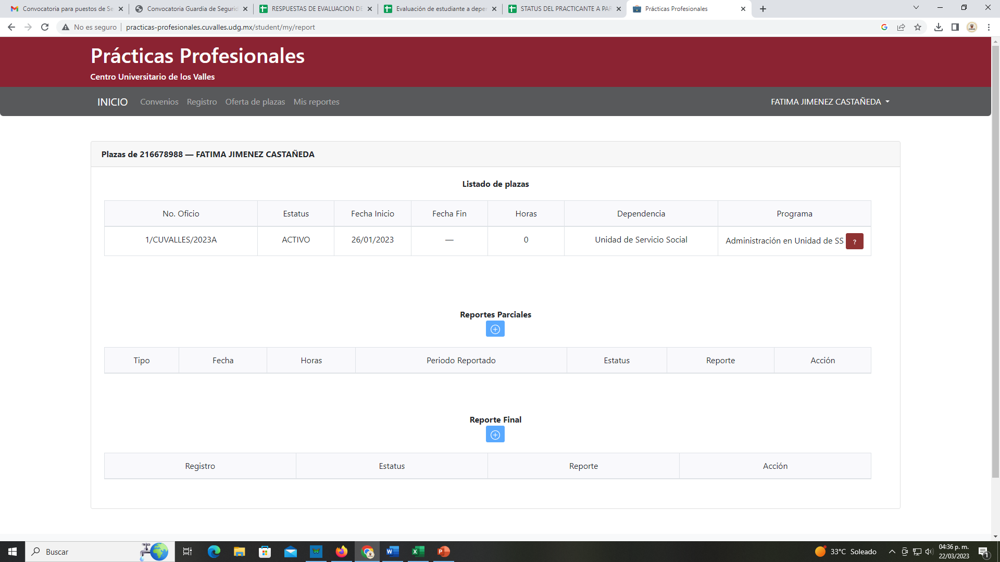 Convocatoria para puestos de Se
Convocatoria Guardia de Segurid
RESPUESTAS DE EVALUACION DE
Evaluación de estudiante a depen
STATUS DEL PRACTICANTE A PAR
Prácticas Profesionales
No es seguro
practicas-profesionales.cuvalles.udg.mx/student/my/report
Prácticas Profesionales
Centro Universitario de los Valles
INICIO Convenios Registro Oferta de plazas Mis reportes FATIMA JIMENEZ CASTAÑEDA
Plazas de 216678988 — FATIMA JIMENEZ CASTAÑEDA
Listado de plazas
No. Oficio Estatus Fecha Inicio Fecha Fin Horas Dependencia Programa
1/CUVALLES/2023A ACTIVO 26/01/2023 — 0 Unidad de Servicio Social Administración en Unidad de SS ?
Reportes Parciales
Tipo Fecha Horas Periodo Reportado Estatus Reporte Acción
Reporte Final
Registro Estatus Reporte Acción
Buscar
33°C Soleado
04:36 p. m.
22/03/2023
1